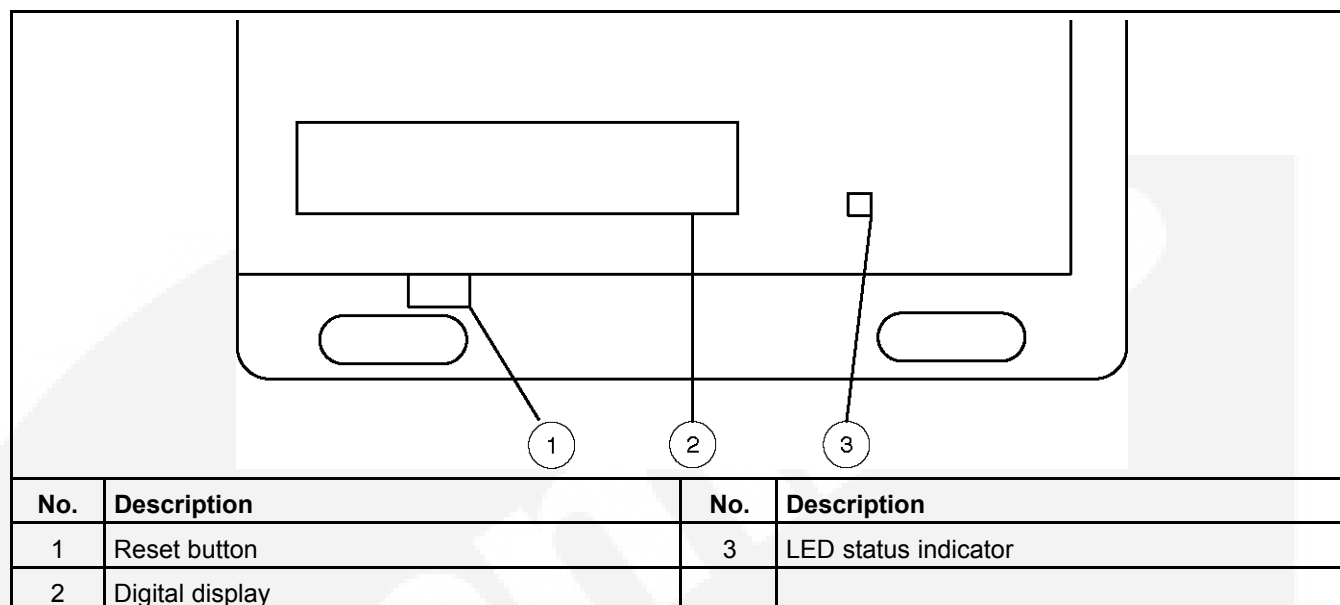 1 2 3
No. Description No. Description
1 Reset button 3 LED status indicator
2 Digital display